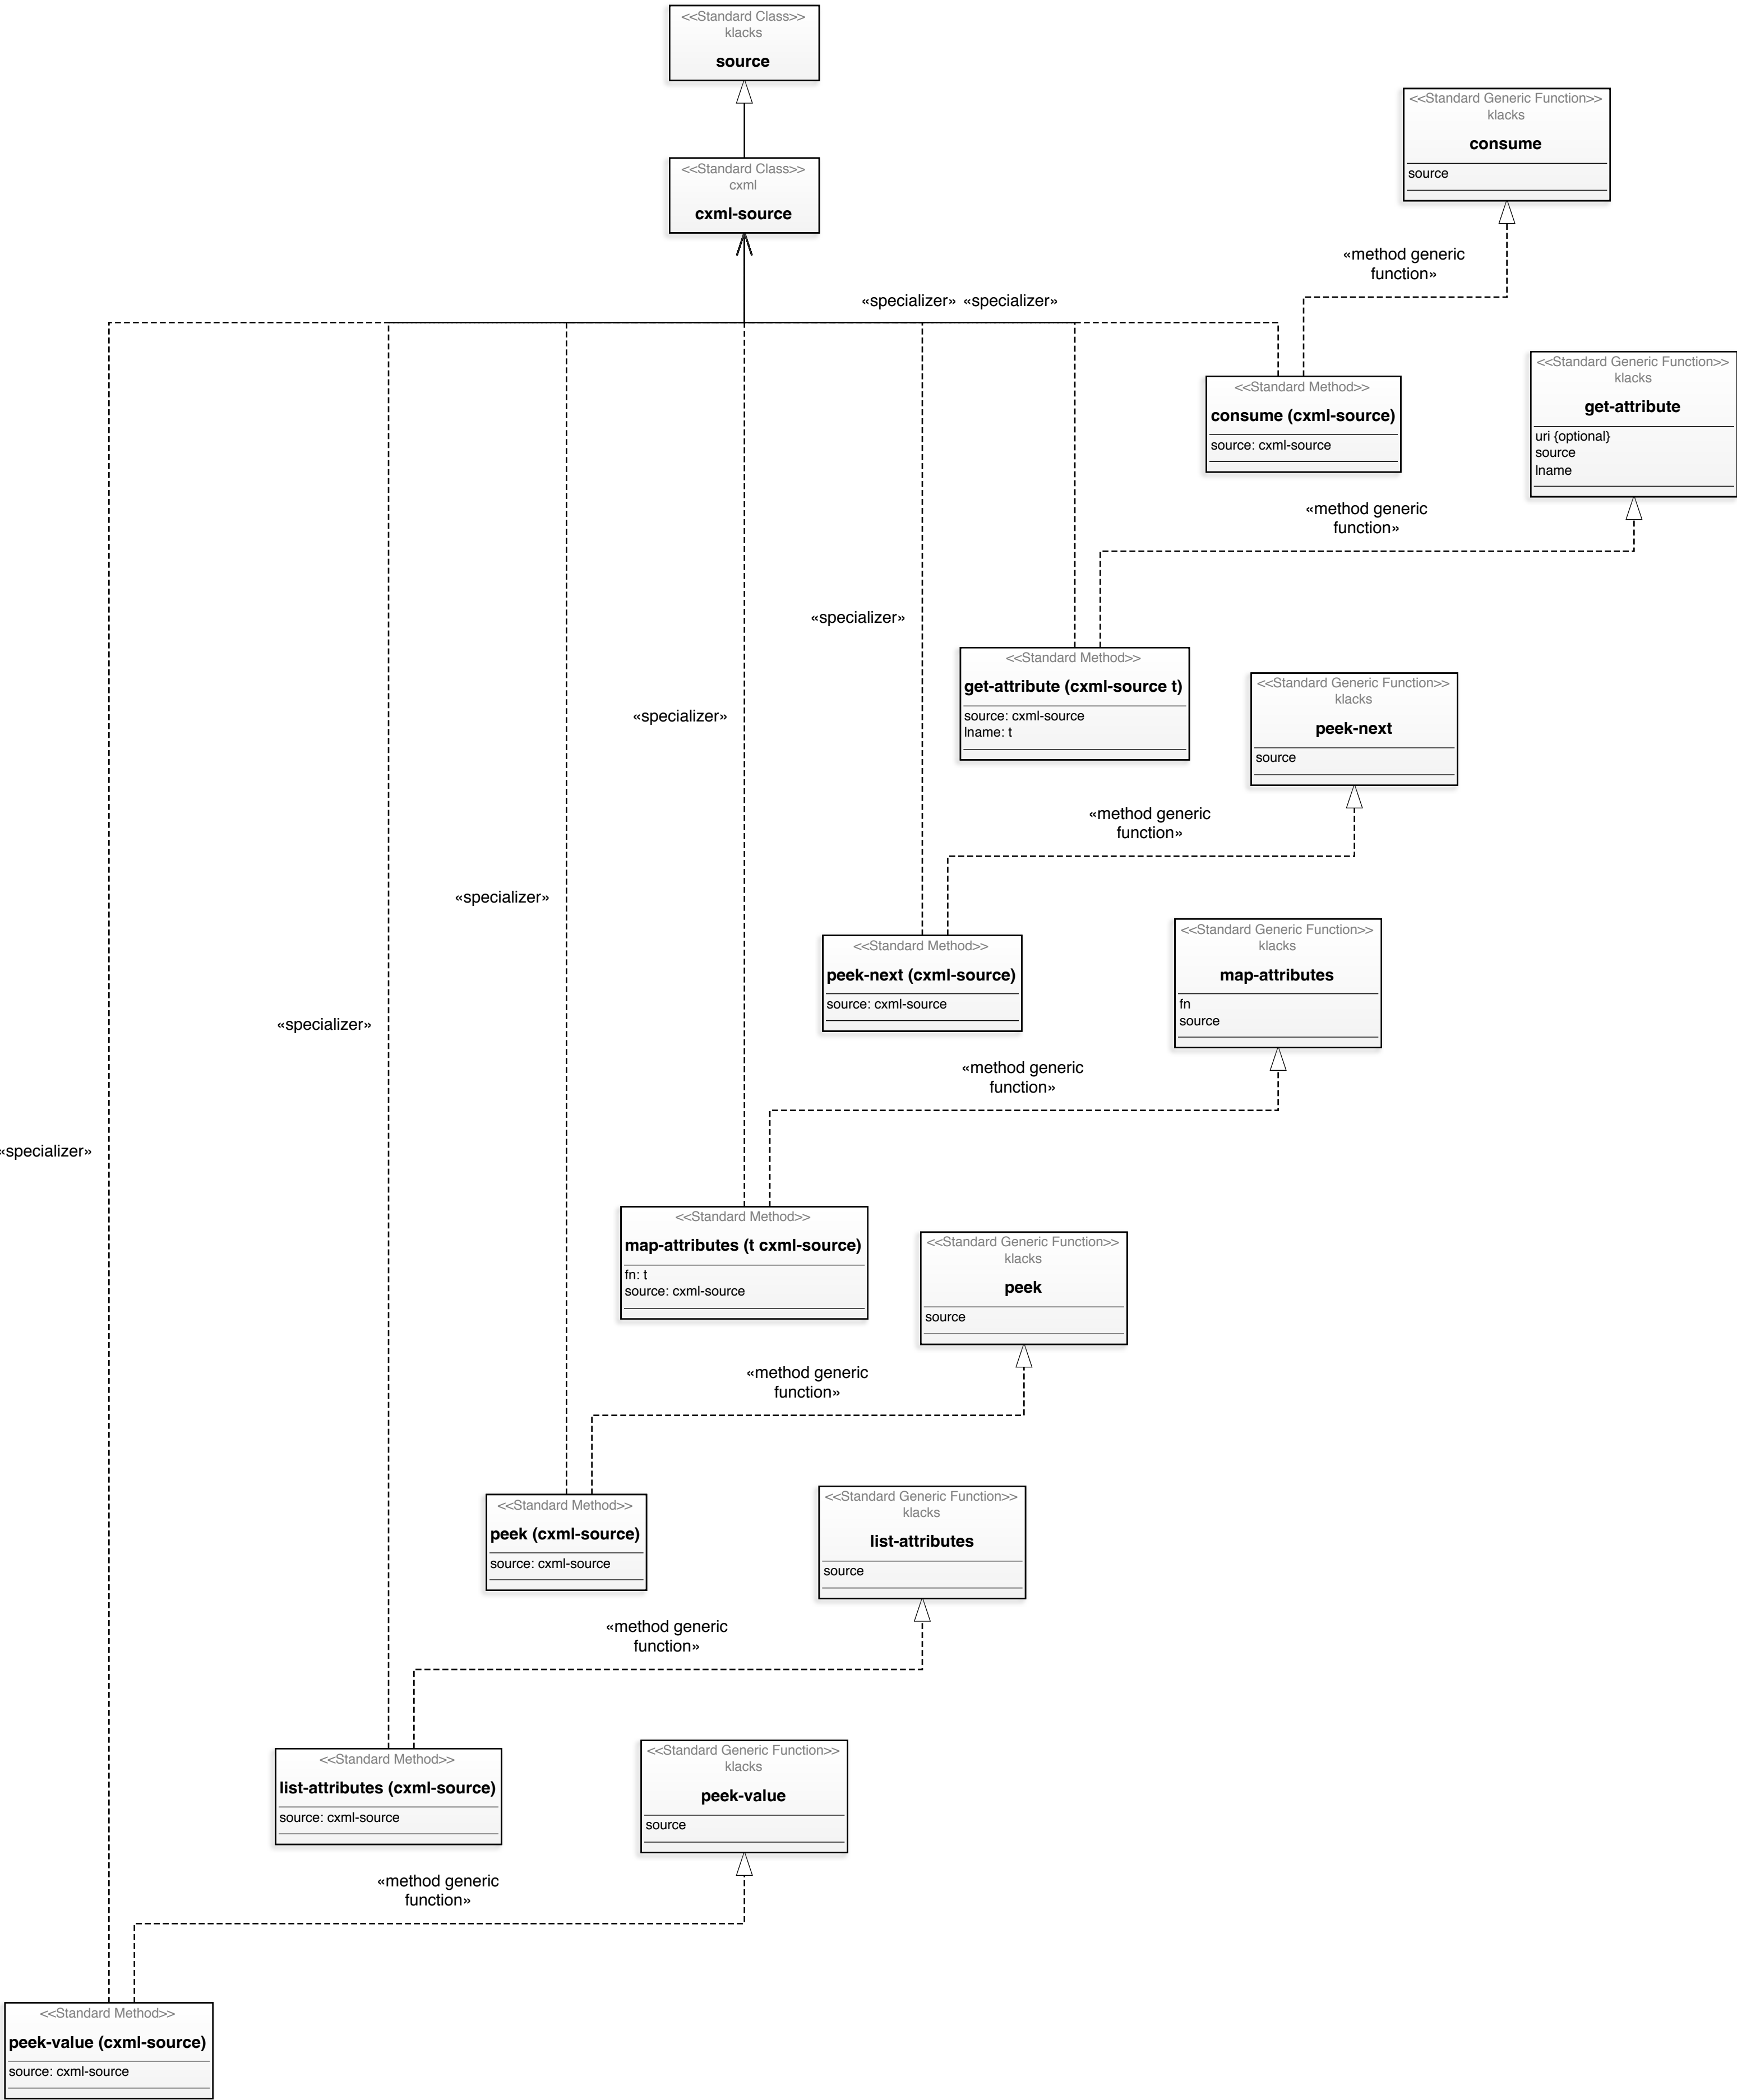 <<Standard Class>>
klacks
source
<<Standard Generic Function>>
klacks
consume
source
<<Standard Class>>
cxml
cxml-source
«method generic
function»
«specializer» «specializer»
<<Standard Method>>
consume (cxml-source)
source: cxml-source
<<Standard Generic Function>>
klacks
get-attribute
uri {optional}
source
lname
«method generic
function»
«specializer»
<<Standard Method>>
get-attribute (cxml-source t)
source: cxml-source
lname: t
<<Standard Generic Function>>
klacks
peek-next
source
«specializer»
«method generic
function»
«specializer»
<<Standard Method>>
peek-next (cxml-source)
source: cxml-source
<<Standard Generic Function>>
klacks
map-attributes
fn
source
«specializer»
«method generic
function»
«specializer»
<<Standard Method>>
map-attributes (t cxml-source)
fn: t
source: cxml-source
<<Standard Generic Function>>
klacks
peek
source
«method generic
function»
<<Standard Method>>
peek (cxml-source)
source: cxml-source
<<Standard Generic Function>>
klacks
list-attributes
source
«method generic
function»
<<Standard Method>>
list-attributes (cxml-source)
source: cxml-source
<<Standard Generic Function>>
klacks
peek-value
source
«method generic
function»
<<Standard Method>>
peek-value (cxml-source)
source: cxml-source